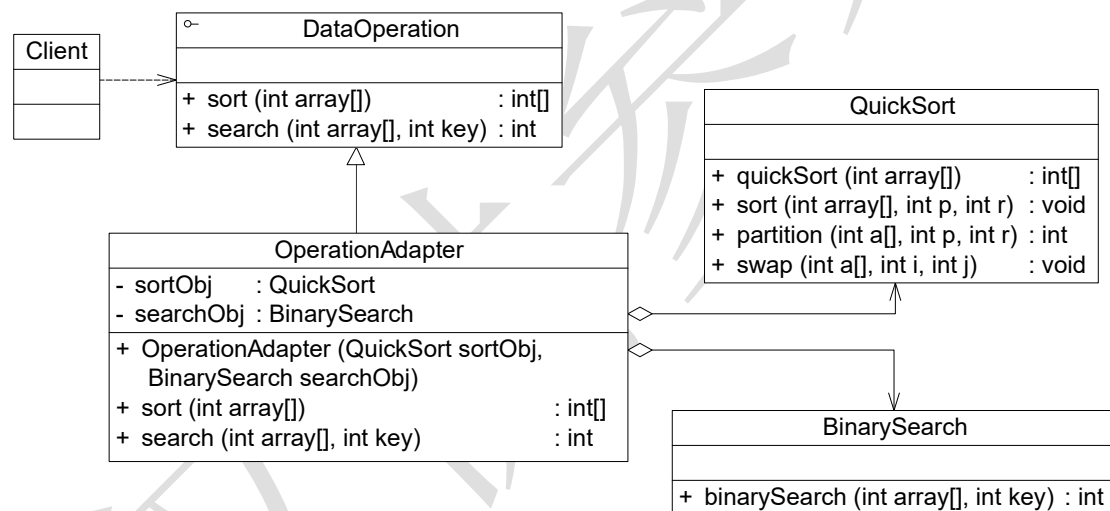 Client
DataOperation
+ sort (int array[]) : int[]
+ search (int array[], int key) : int
QuickSort
+ quickSort (int array[]) : int[]
+ sort (int array[], int p, int r) : void
+ partition (int a[], int p, int r) : int
+ swap (int a[], int i, int j) : void
OperationAdapter
- sortObj : QuickSort
- searchObj : BinarySearch
+ OperationAdapter (QuickSort sortObj,
BinarySearch searchObj)
+ sort (int array[]) : int[]
+ search (int array[], int key) : int
BinarySearch
+ binarySearch (int array[], int key) : int